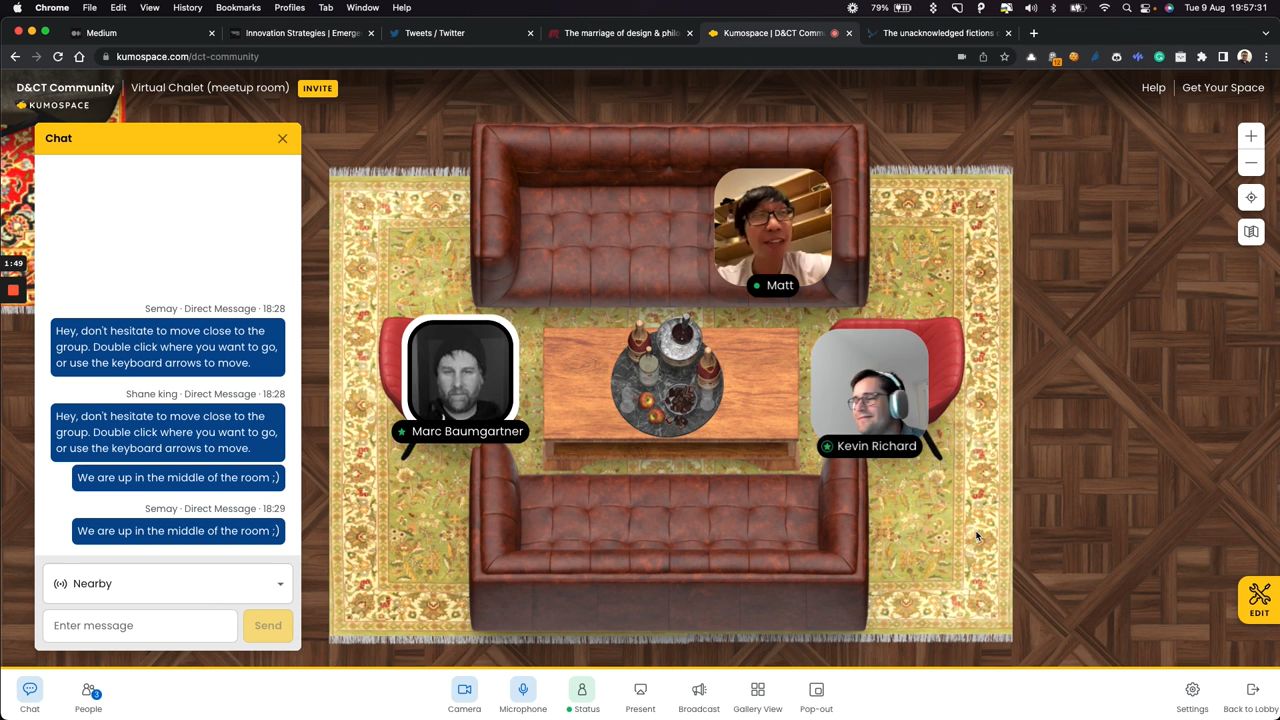 Chrome File Edit View History Bookmarks Profiles Tab Window Help 79% Tue 9 Aug 19:57:31
Medium
Innovation Strategies | Emerge
Tweets / Twitter
The marriage of design & philo
Kumospace | D&CT Comm
The unacknowledged fictions
kumospace.com/dct-community
12
D&CT Community
Virtual Chalet (meetup room)
INVITE
Help
Get Your Space
KUMOSPACE
Chat
1:49
Semay · Direct Message · 18:28
Hey, don't hesitate to move close to the
group. Double click where you want to go,
or use the keyboard arrows to move.
Shane king · Direct Message · 18:28
Hey, don't hesitate to move close to the
group. Double click where you want to go,
or use the keyboard arrows to move.
We are up in the middle of the room ;)
Semay · Direct Message · 18:29
We are up in the middle of the room ;)
Nearby
Enter message
Send
Matt
Marc Baumgartner
Kevin Richard
EDIT
Chat
3
People
Camera
Microphone
Status
Present
Broadcast
Gallery View
Pop-out
Settings
Back to Lobby